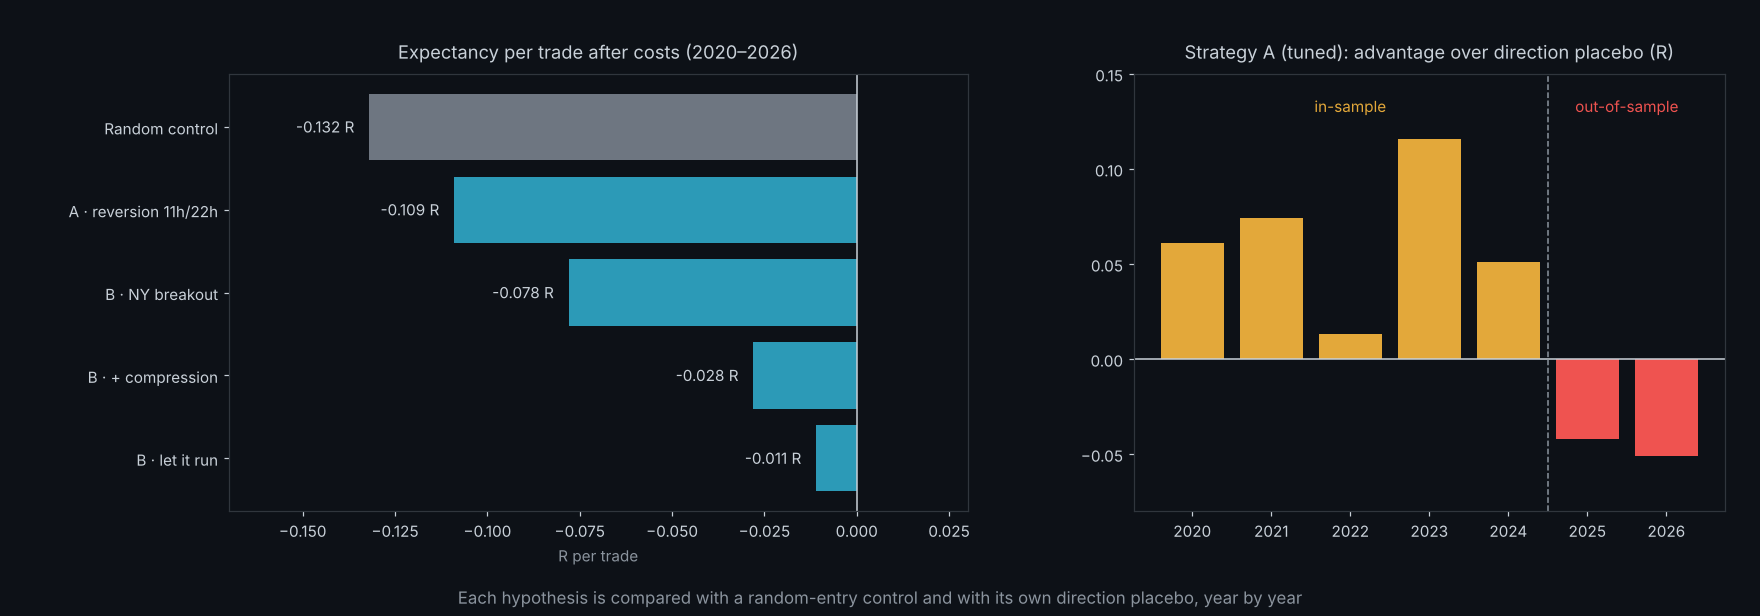 Expectancy per trade after costs (2020–2026)
Random control
-0.132 R
A · reversion 11h/22h
-0.109 R
B · NY breakout
-0.078 R
B · + compression
-0.028 R
B · let it run
-0.011 R
−0.150 −0.125 −0.100 −0.075 −0.050 −0.025 0.000 0.025
R per trade
Strategy A (tuned): advantage over direction placebo (R)
0.15
in-sample out-of-sample
0.10
0.05
0.00
−0.05
2020 2021 2022 2023 2024 2025 2026
Each hypothesis is compared with a random-entry control and with its own direction placebo, year by year